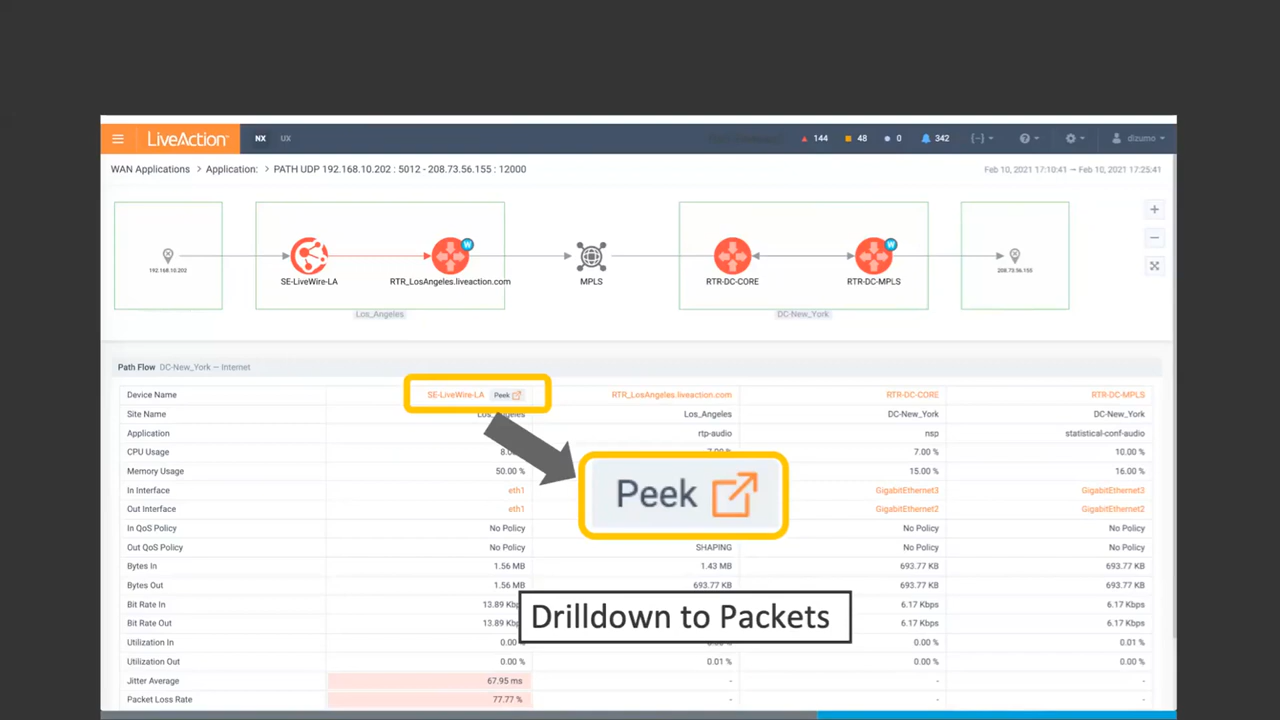 LiveAction NX UX 144 48 0 342 dizumo
WAN Applications > Application: > PATH UDP 192.168.10.202 : 5012 - 208.73.56.155 : 12000 Feb 10, 2021 17:10:41 – Feb 10, 2021 17:25:41
W W
192.168.10.202 SE-LiveWire-LA RTR_LosAngeles.liveaction.com MPLS RTR-DC-CORE RTR-DC-MPLS 208.73.56.155
Los_Angeles DC-New_York
Path Flow DC-New_York – Internet
Device Name SE-LiveWire-LA Peek RTR_LosAngeles.liveaction.com RTR-DC-CORE RTR-DC-MPLS
Site Name Los_Angeles Los_Angeles DC-New_York DC-New_York
Application rtp-audio nsp statistical-conf-audio
CPU Usage 7.00 % 10.00 %
Memory Usage 50.00 % 15.00 % 16.00 %
Peek
In Interface eth1 GigabitEthernet3 GigabitEthernet3
Out Interface eth1 GigabitEthernet2 GigabitEthernet2
In QoS Policy No Policy No Policy No Policy
Out QoS Policy No Policy SHAPING No Policy No Policy
Bytes In 1.56 MB 1.43 MB 693.77 KB 693.77 KB
Bytes Out 1.56 MB 693.77 KB 693.77 KB 693.77 KB
Bit Rate In 13.89 Kbps 6.17 Kbps 6.17 Kbps
Drilldown to Packets
Bit Rate Out 13.89 Kbps 6.17 Kbps 6.17 Kbps
Utilization In 0.00 % 0.00 % 0.01 %
Utilization Out 0.00 % 0.01 % 0.00 % 0.00 %
Jitter Average 67.95 ms - - -
Packet Loss Rate 77.77 % - - -